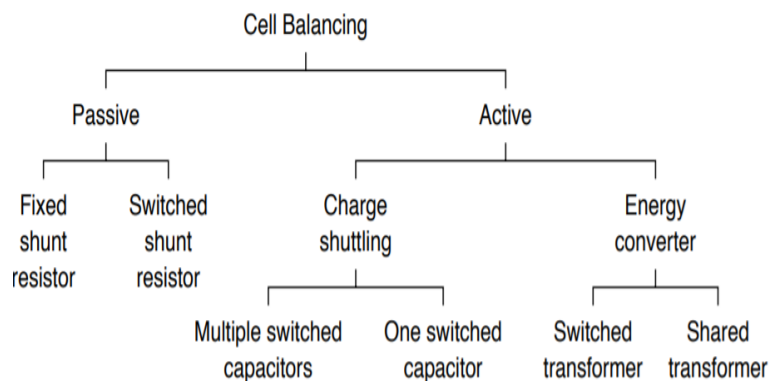 Cell Balancing
Passive
Active
Fixed
shunt
resistor
Switched
shunt
resistor
Charge
shuttling
Energy
converter
Multiple switched
capacitors
One switched
capacitor
Switched
transformer
Shared
transformer